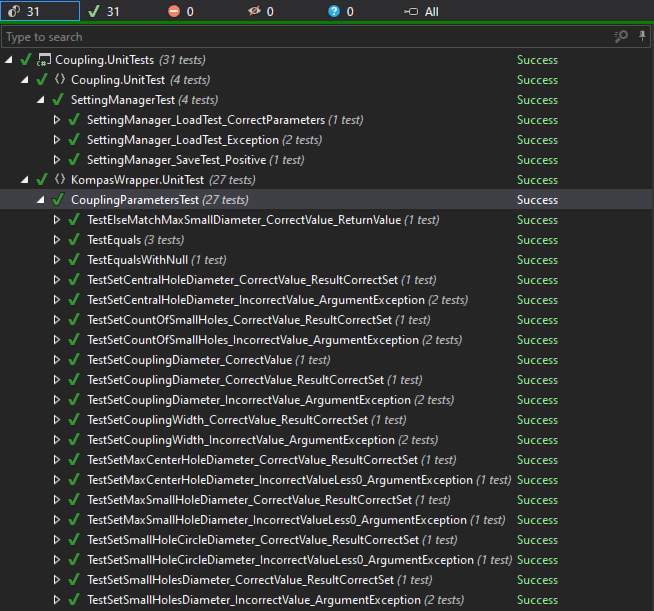 31 31 0 0 0 All
Type to search
Coupling.UnitTests (31 tests) Success
Coupling.UnitTest (4 tests) Success
SettingManagerTest (4 tests) Success
SettingManager_LoadTest_CorrectParameters (1 test) Success
SettingManager_LoadTest_Exception (2 tests) Success
SettingManager_SaveTest_Positive (1 test) Success
KompasWrapper.UnitTest (27 tests) Success
CouplingParametersTest (27 tests) Success
TestElseMatchMaxSmallDiameter_CorrectValue_ReturnValue (1 test) Success
TestEquals (3 tests) Success
TestEqualsWithNull (1 test) Success
TestSetCentralHoleDiameter_CorrectValue_ResultCorrectSet (1 test) Success
TestSetCentralHoleDiameter_IncorrectValue_ArgumentException (2 tests) Success
TestSetCountOfSmallHoles_CorrectValue_ResultCorrectSet (1 test) Success
TestSetCountOfSmallHoles_IncorrectValue_ArgumentException (2 tests) Success
TestSetCouplingDiameter_CorrectValue (1 test) Success
TestSetCouplingDiameter_CorrectValue_ResultCorrectSet (1 test) Success
TestSetCouplingDiameter_IncorrectValue_ArgumentException (2 tests) Success
TestSetCouplingWidth_CorrectValue_ResultCorrectSet (1 test) Success
TestSetCouplingWidth_IncorrectValue_ArgumentException (2 tests) Success
TestSetMaxCenterHoleDiameter_CorrectValue_ResultCorrectSet (1 test) Success
TestSetMaxCenterHoleDiameter_IncorrectValueLess0_ArgumentException (1 test) Success
TestSetMaxSmallHoleDiameter_CorrectValue_ResultCorrectSet (1 test) Success
TestSetMaxSmallHoleDiameter_IncorrectValueLess0_ArgumentException (1 test) Success
TestSetSmallHoleCircleDiameter_CorrectValue_ResultCorrectSet (1 test) Success
TestSetSmallHoleCircleDiameter_IncorrectValueLess0_ArgumentException (1 test) Success
TestSetSmallHolesDiameter_CorrectValue_ResultCorrectSet (1 test) Success
TestSetSmallHolesDiameter_IncorrectValue_ArgumentException (2 tests) Success